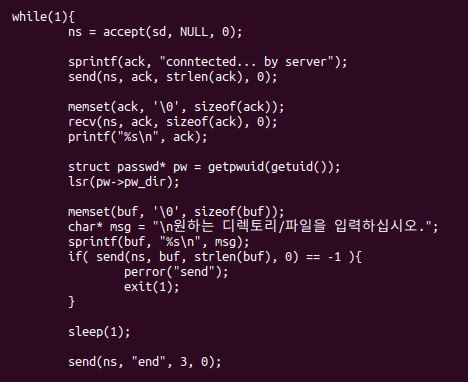 while(1){
ns = accept(sd, NULL, 0);
sprintf(ack, "conntected... by server");
send(ns, ack, strlen(ack), 0);
memset(ack, '\0', sizeof(ack));
recv(ns, ack, sizeof(ack), 0);
printf("%s\n", ack);
struct passwd* pw = getpwuid(getuid());
lsr(pw->pw_dir);
memset(buf, '\0', sizeof(buf));
char* msg = "\n원하는 디렉토리/파일을 입력하십시오.";
sprintf(buf, "%s\n", msg);
if( send(ns, buf, strlen(buf), 0) == -1 ){
perror("send");
exit(1);
}
sleep(1);
send(ns, "end", 3, 0);